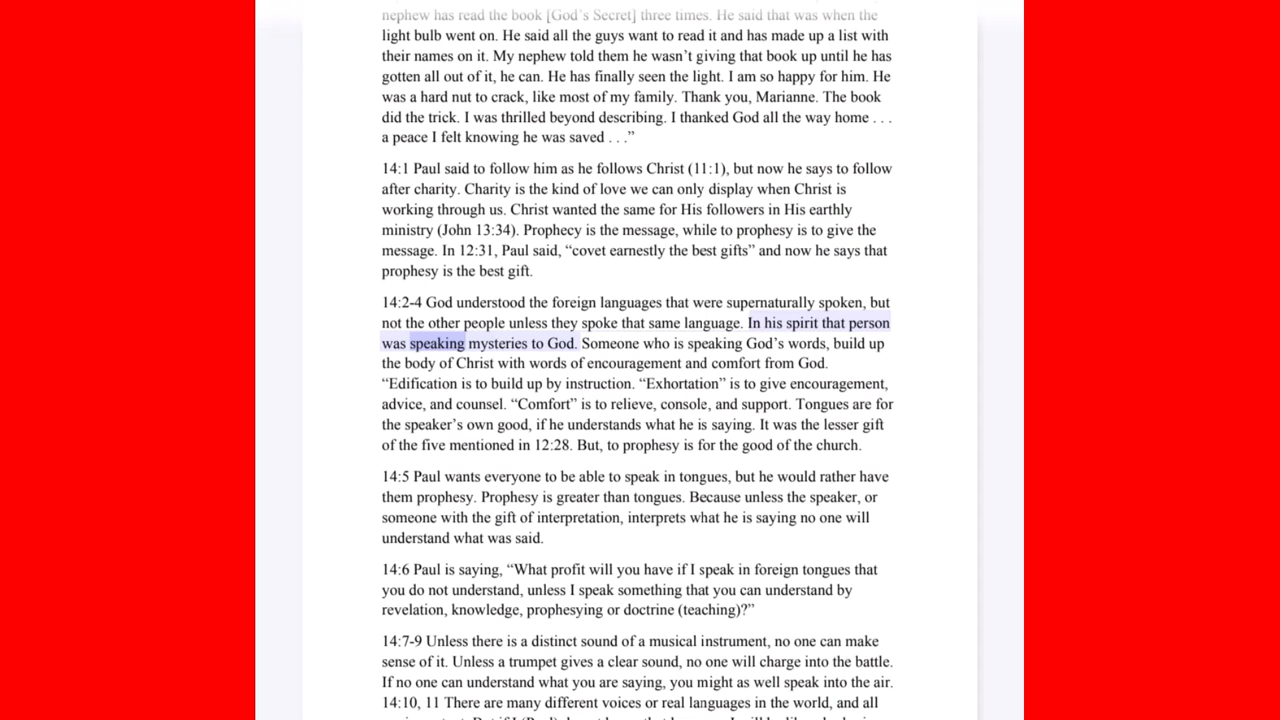 nephew has read the book [God’s Secret] three times. He said that was when the
light bulb went on. He said all the guys want to read it and has made up a list with
their names on it. My nephew told them he wasn’t giving that book up until he has
gotten all out of it, he can. He has finally seen the light. I am so happy for him. He
was a hard nut to crack, like most of my family. Thank you, Marianne. The book
did the trick. I was thrilled beyond describing. I thanked God all the way home . . .
a peace I felt knowing he was saved . . .”
14:1 Paul said to follow him as he follows Christ (11:1), but now he says to follow
after charity. Charity is the kind of love we can only display when Christ is
working through us. Christ wanted the same for His followers in His earthly
ministry (John 13:34). Prophecy is the message, while to prophesy is to give the
message. In 12:31, Paul said, “covet earnestly the best gifts” and now he says that
prophesy is the best gift.
14:2-4 God understood the foreign languages that were supernaturally spoken, but
not the other people unless they spoke that same language. In his spirit that person
was speaking mysteries to God. Someone who is speaking God’s words, build up
the body of Christ with words of encouragement and comfort from God.
“Edification is to build up by instruction. “Exhortation” is to give encouragement,
advice, and counsel. “Comfort” is to relieve, console, and support. Tongues are for
the speaker’s own good, if he understands what he is saying. It was the lesser gift
of the five mentioned in 12:28. But, to prophesy is for the good of the church.
14:5 Paul wants everyone to be able to speak in tongues, but he would rather have
them prophesy. Prophesy is greater than tongues. Because unless the speaker, or
someone with the gift of interpretation, interprets what he is saying no one will
understand what was said.
14:6 Paul is saying, “What profit will you have if I speak in foreign tongues that
you do not understand, unless I speak something that you can understand by
revelation, knowledge, prophesying or doctrine (teaching)?”
14:7-9 Unless there is a distinct sound of a musical instrument, no one can make
sense of it. Unless a trumpet gives a clear sound, no one will charge into the battle.
If no one can understand what you are saying, you might as well speak into the air.
14:10, 11 There are many different voices or real languages in the world, and all